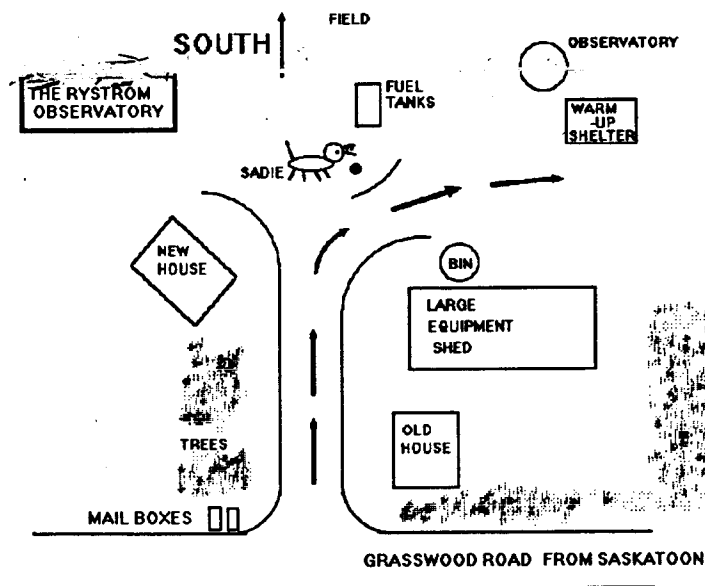 FIELD
SOUTH
OBSERVATORY
THE RYSTROM
OBSERVATORY
FUEL
TANKS
WARM
-UP
SHELTER
SADIE
NEW
HOUSE
BIN
LARGE
EQUIPMENT
SHED
OLD
HOUSE
TREES
MAIL BOXES
GRASSWOOD ROAD FROM SASKATOON